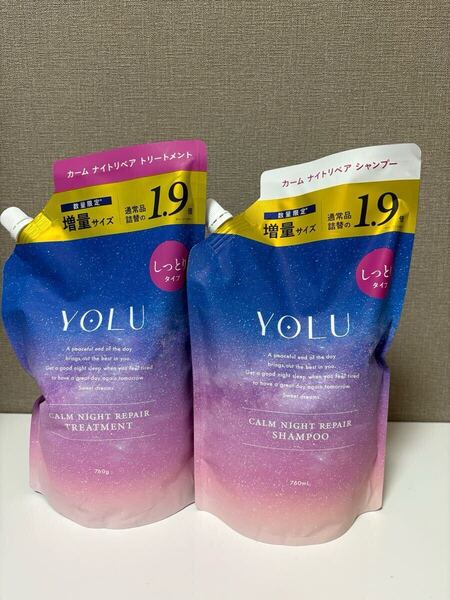 カーム ナイトリペア トリートメント
数量限定*
増量サイズ
通常品
詰替の
1.9倍
しっとり
タイプ
YOLU
A peaceful end of the day
brings out the best in you.
Get a good night sleep when you feel tired
to have a great day again tomorrow.
Sweet dreams.
CALM NIGHT REPAIR
TREATMENT
760g
カーム ナイトリペア シャンプー
数量限定*
増量サイズ
通常品
詰替の
1.9倍
しっとり
タイプ
YOLU
A peaceful end of the day
brings out the best in you.
Get a good night sleep when you feel tired
to have a great day again tomorrow.
Sweet dreams.
CALM NIGHT REPAIR
SHAMPOO
760mL